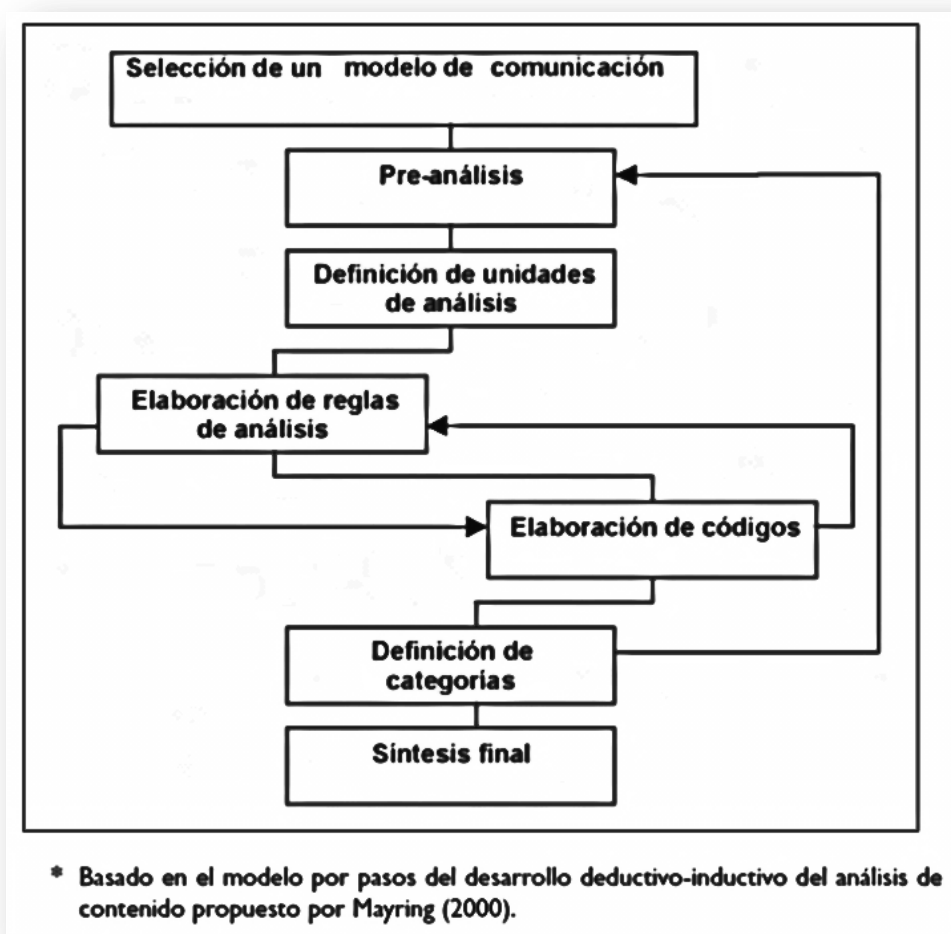 Selección de un modelo de comunicación
Pre-análisis
Definición de unidades
de análisis
Elaboración de reglas
de análisis
Elaboración de códigos
Definición de
categorías
Síntesis final
* Basado en el modelo por pasos del desarrollo deductivo-inductivo del análisis de
contenido propuesto por Mayring (2000).